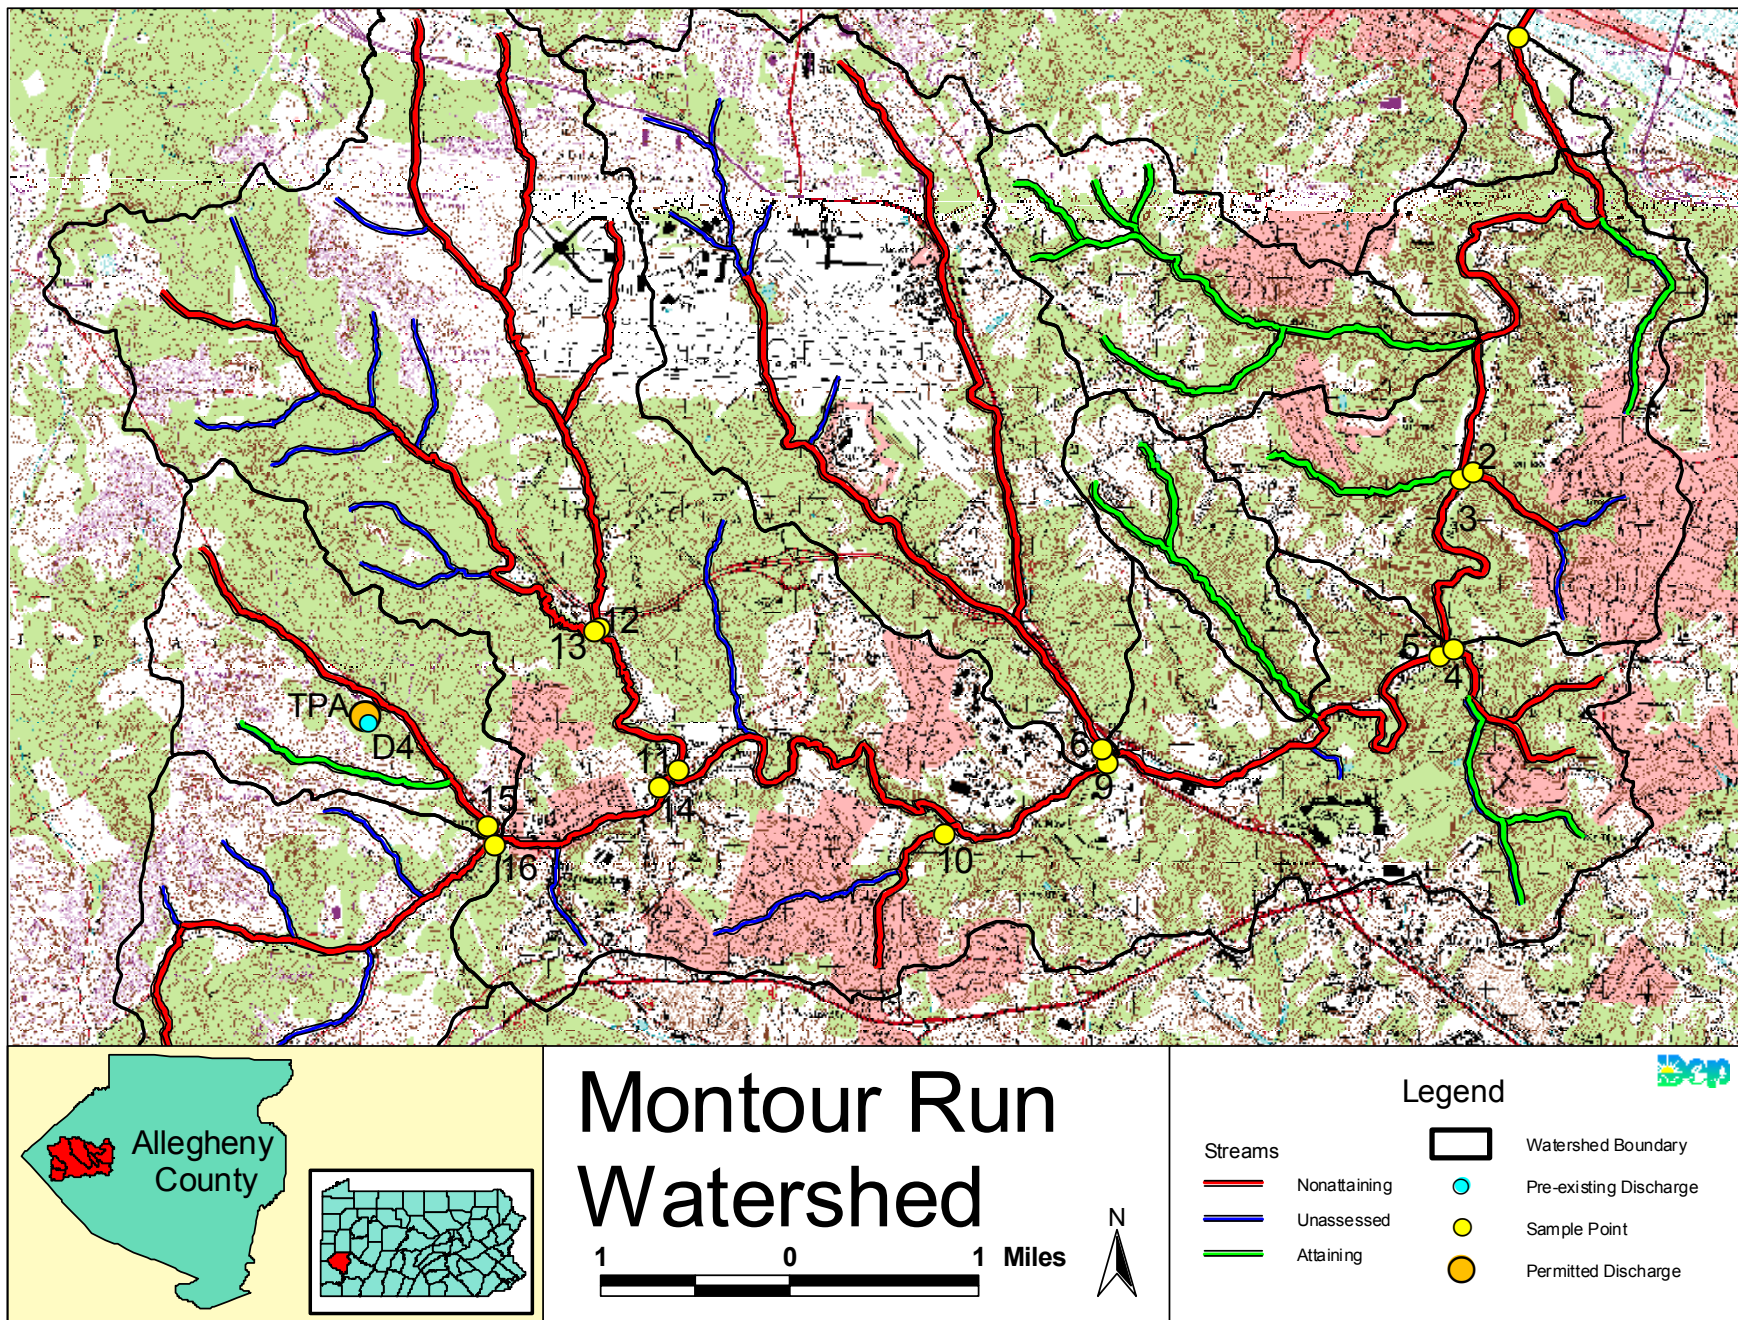 1
2
3
12
13
5
4
TPA
D4
6
9
11
14
15
16
10
Allegheny
County
Montour Run
Watershed
1 0 1 Miles
N
Dep
Legend
Streams
Nonattaining
Unassessed
Attaining
Watershed Boundary
Pre-existing Discharge
Sample Point
Permitted Discharge